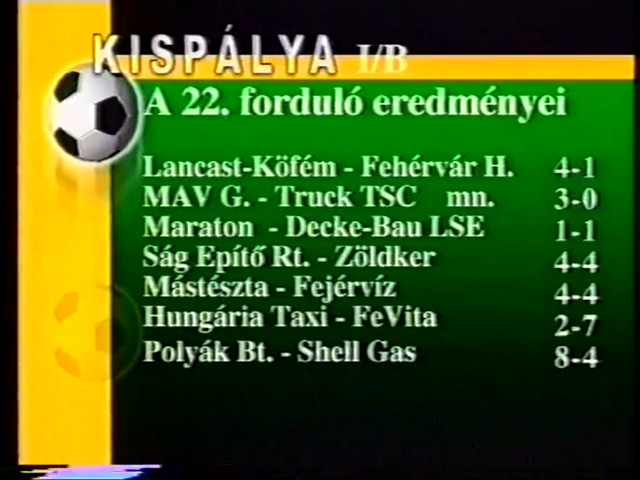 KISPÁLYA I/B
A 22. forduló eredményei
Lancast-Köfém - Fehérvár H. 4-1
MAV G. - Truck TSC mn. 3-0
Maraton - Decke-Bau LSE 1-1
Ság Epítő Rt. - Zöldker 4-4
Mástészta - Fejérvíz 4-4
Hungária Taxi - FeVita 2-7
Polyák Bt. - Shell Gas 8-4